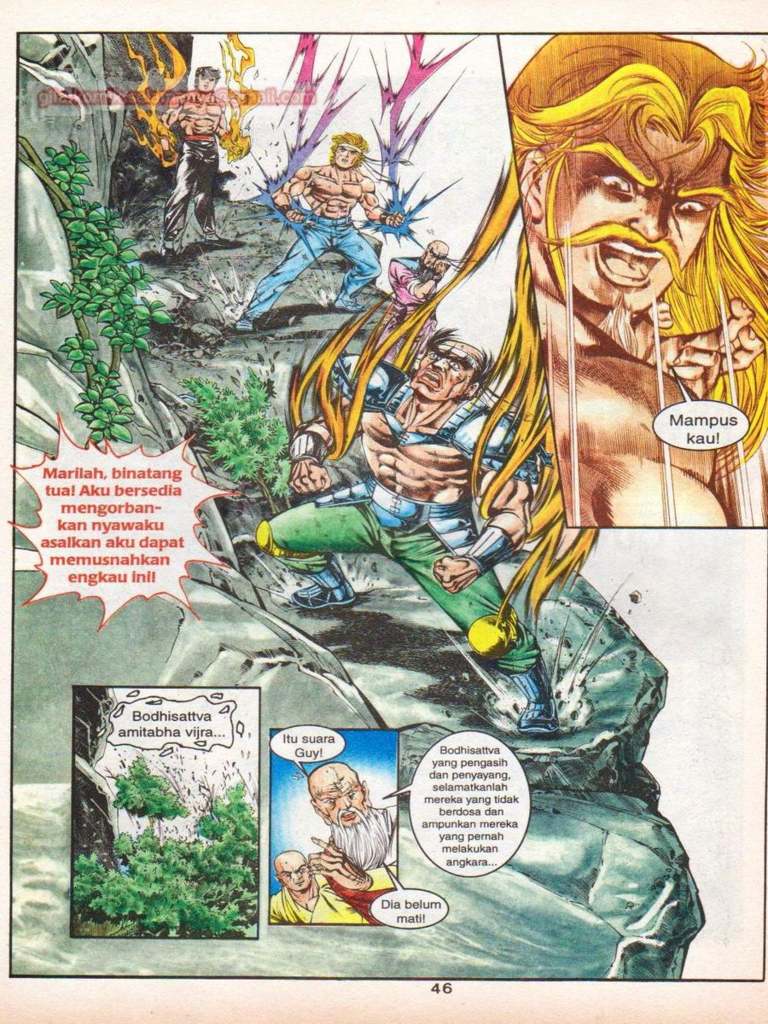 Mampus
kau!
Marilah, binatang
tua! Aku bersedia
mengorban-
kan nyawaku
asalkan aku dapat
memusnahkan
engkau ini!
Bodhisattva
amitabha vijra...
Itu suara
Guy!
Bodhisattva
yang pengasih
dan penyayang,
selamatkanlah
mereka yang tidak
berdosa dan
ampunkan mereka
yang pernah
melakukan
angkara...
Dia belum
mati!
46